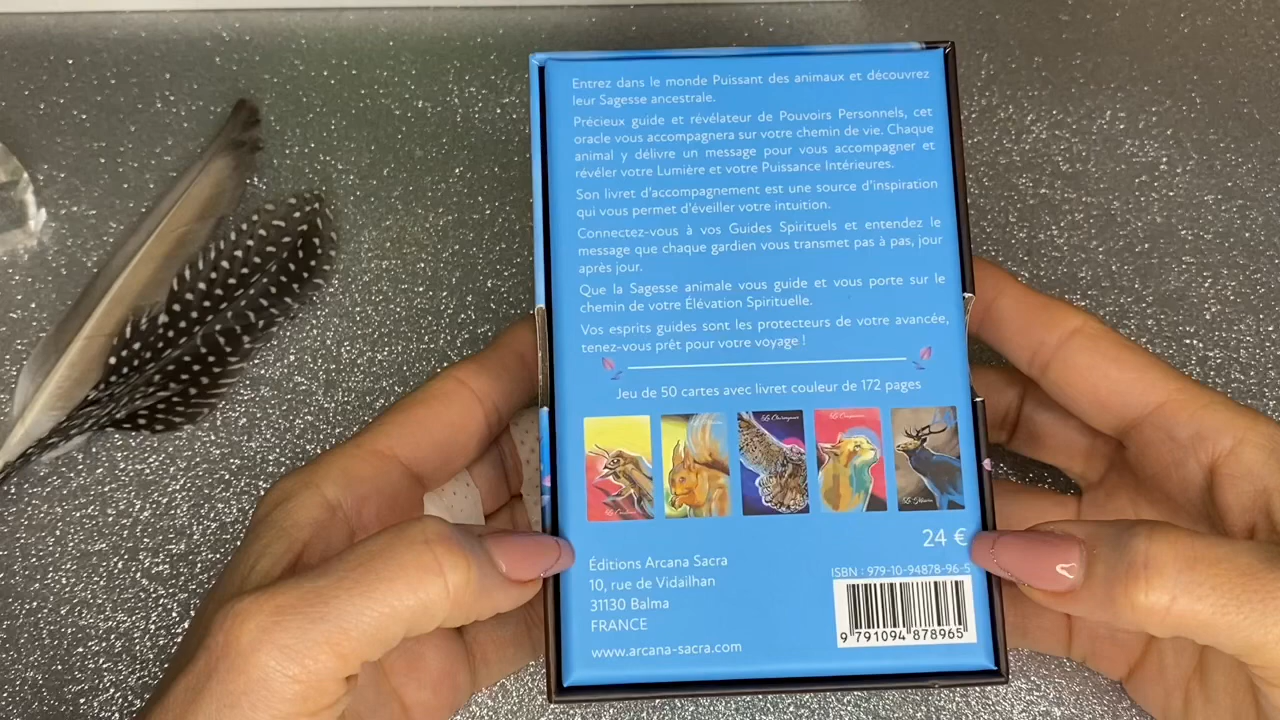 Entrez dans le monde Puissant des animaux et découvrez
leur Sagesse ancestrale.
Précieux guide et révélateur de Pouvoirs Personnels, cet
oracle vous accompagnera sur votre chemin de vie. Chaque
animal y délivre un message pour vous accompagner et
révéler votre Lumière et votre Puissance Intérieures.
Son livret d'accompagnement est une source d'inspiration
qui vous permet d'éveiller votre intuition.
Connectez-vous à vos Guides Spirituels et entendez le
message que chaque gardien vous transmet pas à pas, jour
après jour.
Que la Sagesse animale vous guide et vous porte sur le
chemin de votre Élévation Spirituelle.
Vos esprits guides sont les protecteurs de votre avancée,
tenez-vous prêt pour votre voyage !
Jeu de 50 cartes avec livret couleur de 172 pages
24 €
Éditions Arcana Sacra
10, rue de Vidailhan
31130 Balma
FRANCE
www.arcana-sacra.com
ISBN : 979-10-94878-96-5
9 791094 878965